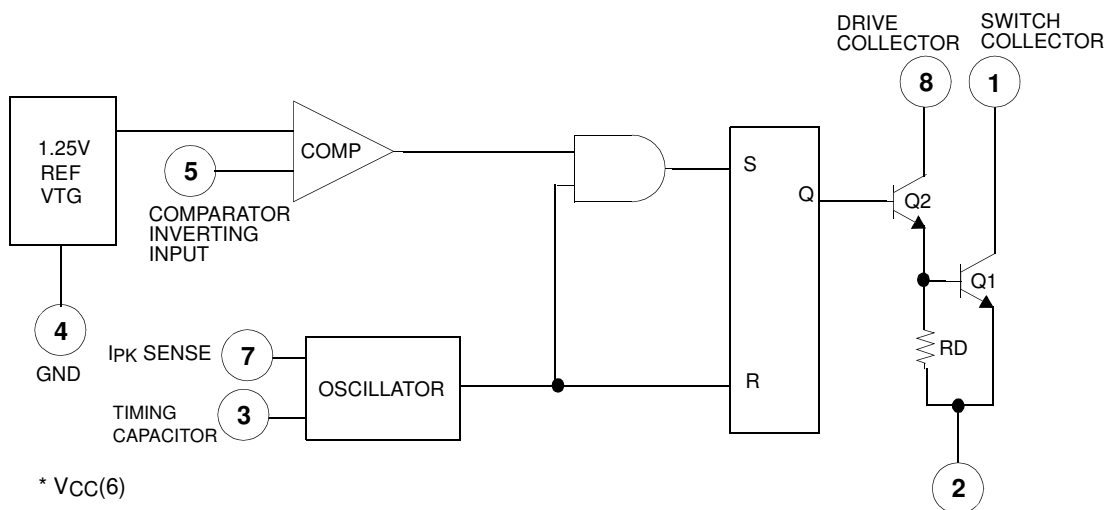 DRIVE
COLLECTOR
SWITCH
COLLECTOR
8
1
1.25V
REF
VTG
COMP
5
COMPARATOR
INVERTING
INPUT
S
Q
Q2
Q1
4
GND
IPK SENSE
7
OSCILLATOR
R
RD
TIMING
CAPACITOR
3
* VCC(6)
2